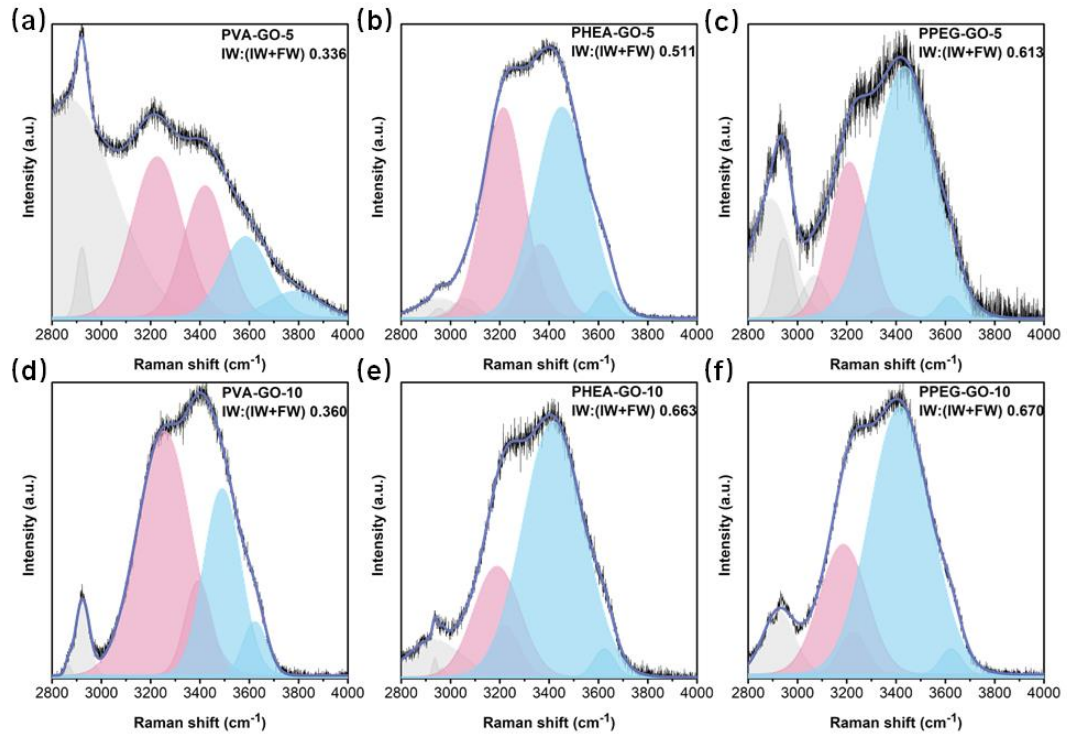 (a)
PVA-GO-5
IW:(IW+FW) 0.336
Intensity (a.u.)
2800 3000 3200 3400 3600 3800 4000
Raman shift (cm-1)
(b)
PHEA-GO-5
IW:(IW+FW) 0.511
Intensity (a.u.)
2800 3000 3200 3400 3600 3800 4000
Raman shift (cm-1)
(c)
PPEG-GO-5
IW:(IW+FW) 0.613
Intensity (a.u.)
2800 3000 3200 3400 3600 3800 4000
Raman shift (cm-1)
(d)
PVA-GO-10
IW:(IW+FW) 0.360
Intensity (a.u.)
2800 3000 3200 3400 3600 3800 4000
Raman shift (cm-1)
(e)
PHEA-GO-10
IW:(IW+FW) 0.663
Intensity (a.u.)
2800 3000 3200 3400 3600 3800 4000
Raman shift (cm-1)
(f)
PPEG-GO-10
IW:(IW+FW) 0.670
Intensity (a.u.)
2800 3000 3200 3400 3600 3800 4000
Raman shift (cm-1)